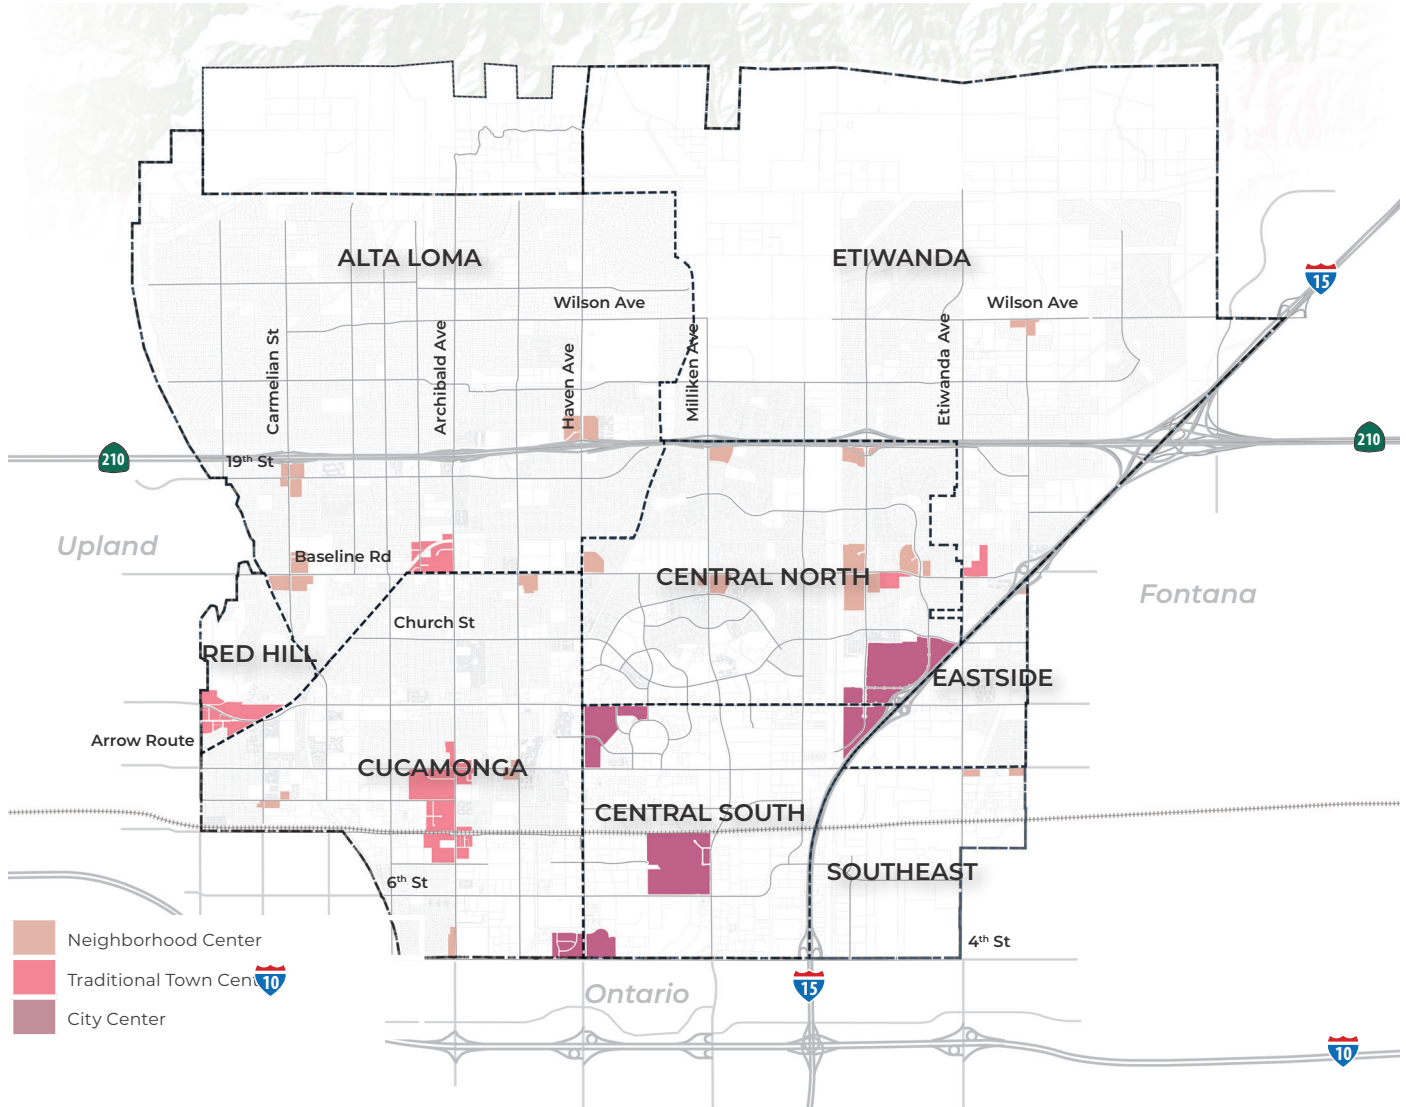 ALTA LOMA
ETIWANDA
15
Wilson Ave
Wilson Ave
Carmelian St
Archibald Ave
Haven Ave
Milliken Ave
Etiwanda Ave
210
19th St
210
Upland
Baseline Rd
CENTRAL NORTH
Fontana
Church St
RED HILL
EASTSIDE
Arrow Route
CUCAMONGA
CENTRAL SOUTH
SOUTHEAST
6th St
4th St
Neighborhood Center
Traditional Town Cent
10
City Center
Ontario
15
10